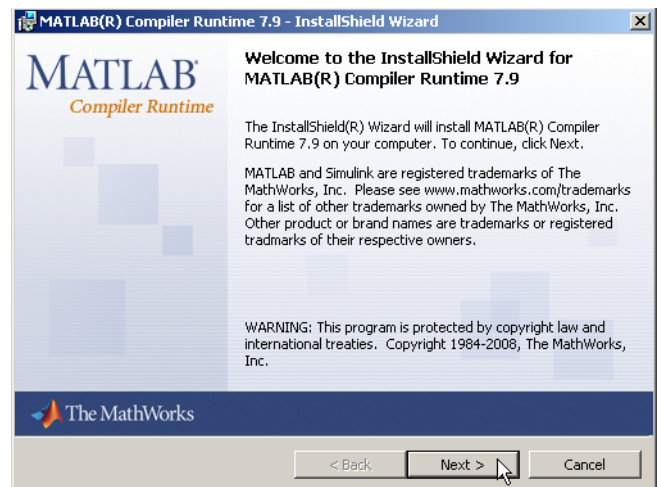 MATLAB(R) Compiler Runtime 7.9 - InstallShield Wizard
MATLAB®
Compiler Runtime
Welcome to the InstallShield Wizard for
MATLAB(R) Compiler Runtime 7.9
The InstallShield(R) Wizard will install MATLAB(R) Compiler
Runtime 7.9 on your computer. To continue, click Next.
MATLAB and Simulink are registered trademarks of The
MathWorks, Inc.  Please see www.mathworks.com/trademarks
for a list of other trademarks owned by The MathWorks, Inc.
Other product or brand names are trademarks or registered
tradmarks of their respective owners.
WARNING: This program is protected by copyright law and
international treaties.  Copyright 1984-2008, The MathWorks,
Inc.
The MathWorks
< Back
Next >
Cancel